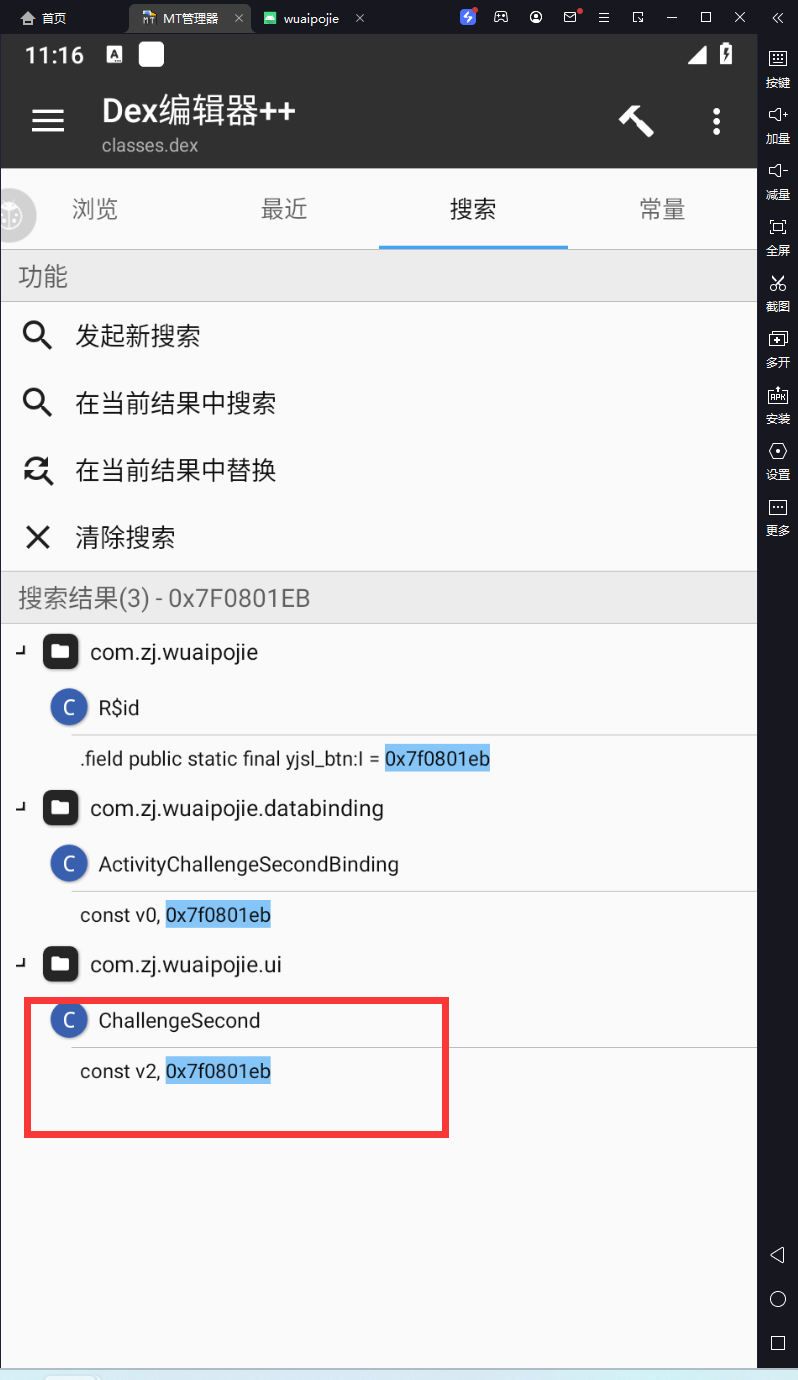 首页 MT管理器 wuaipojie
11:16 A
Dex编辑器++
classes.dex
浏览 最近 搜索 常量
功能
发起新搜索
在当前结果中搜索
在当前结果中替换
清除搜索
搜索结果(3) - 0x7F0801EB
com.zj.wuaipojie
C R$id
.field public static final yjsl_btn:I = 0x7f0801eb
com.zj.wuaipojie.databinding
C ActivityChallengeSecondBinding
const v0, 0x7f0801eb
com.zj.wuaipojie.ui
C ChallengeSecond
const v2, 0x7f0801eb
按键
加量
减量
全屏
截图
多开
APK
安装
设置
更多